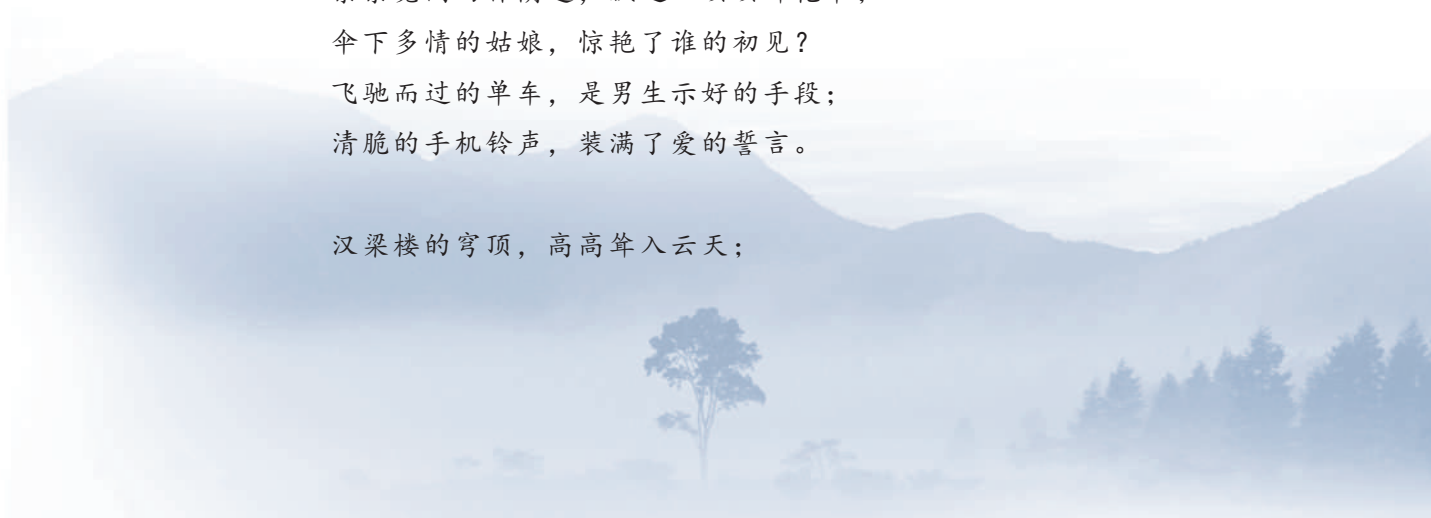 伞下多情的姑娘，惊艳了谁的初见？
飞驰而过的单车，是男生示好的手段；
清脆的手机铃声，装满了爱的誓言。
汉梁楼的穹顶，高高耸入云天；